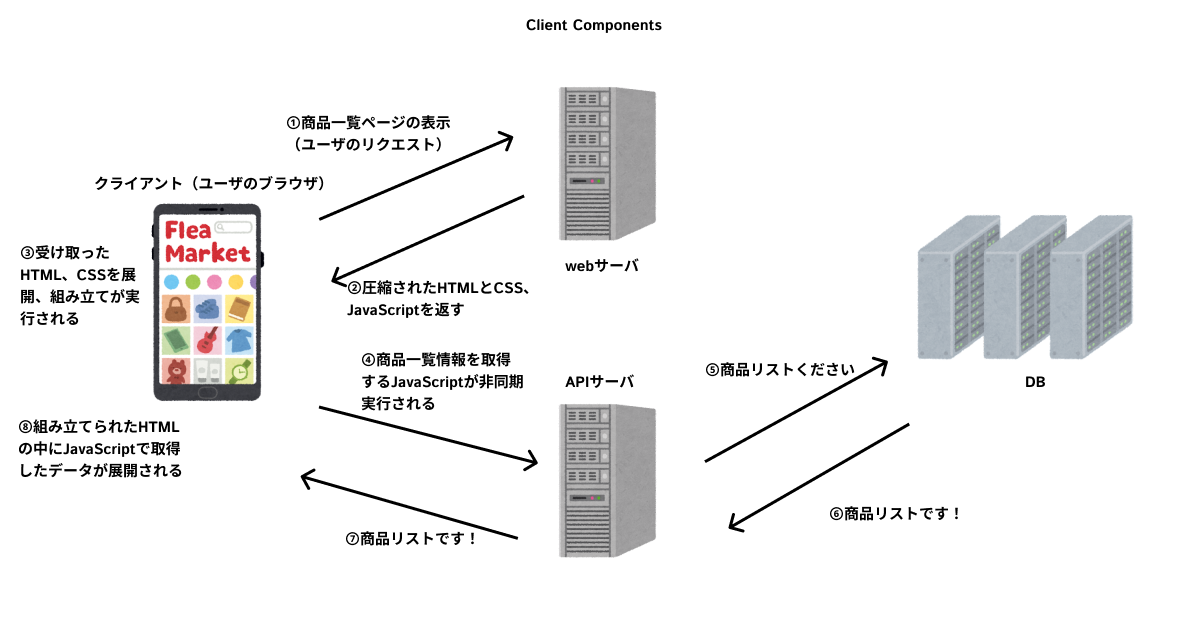 Client Components
①商品一覧ページの表示
（ユーザのリクエスト）
クライアント（ユーザのブラウザ）
Flea
Market
③受け取った
HTML、CSSを展
開、組み立てが実
行される
webサーバ
②圧縮されたHTMLとCSS、
JavaScriptを返す
④商品一覧情報を取得
するJavaScriptが非同期
実行される
APIサーバ
⑤商品リストください
DB
⑧組み立てられたHTML
の中にJavaScriptで取得
したデータが展開される
⑦商品リストです！
⑥商品リストです！